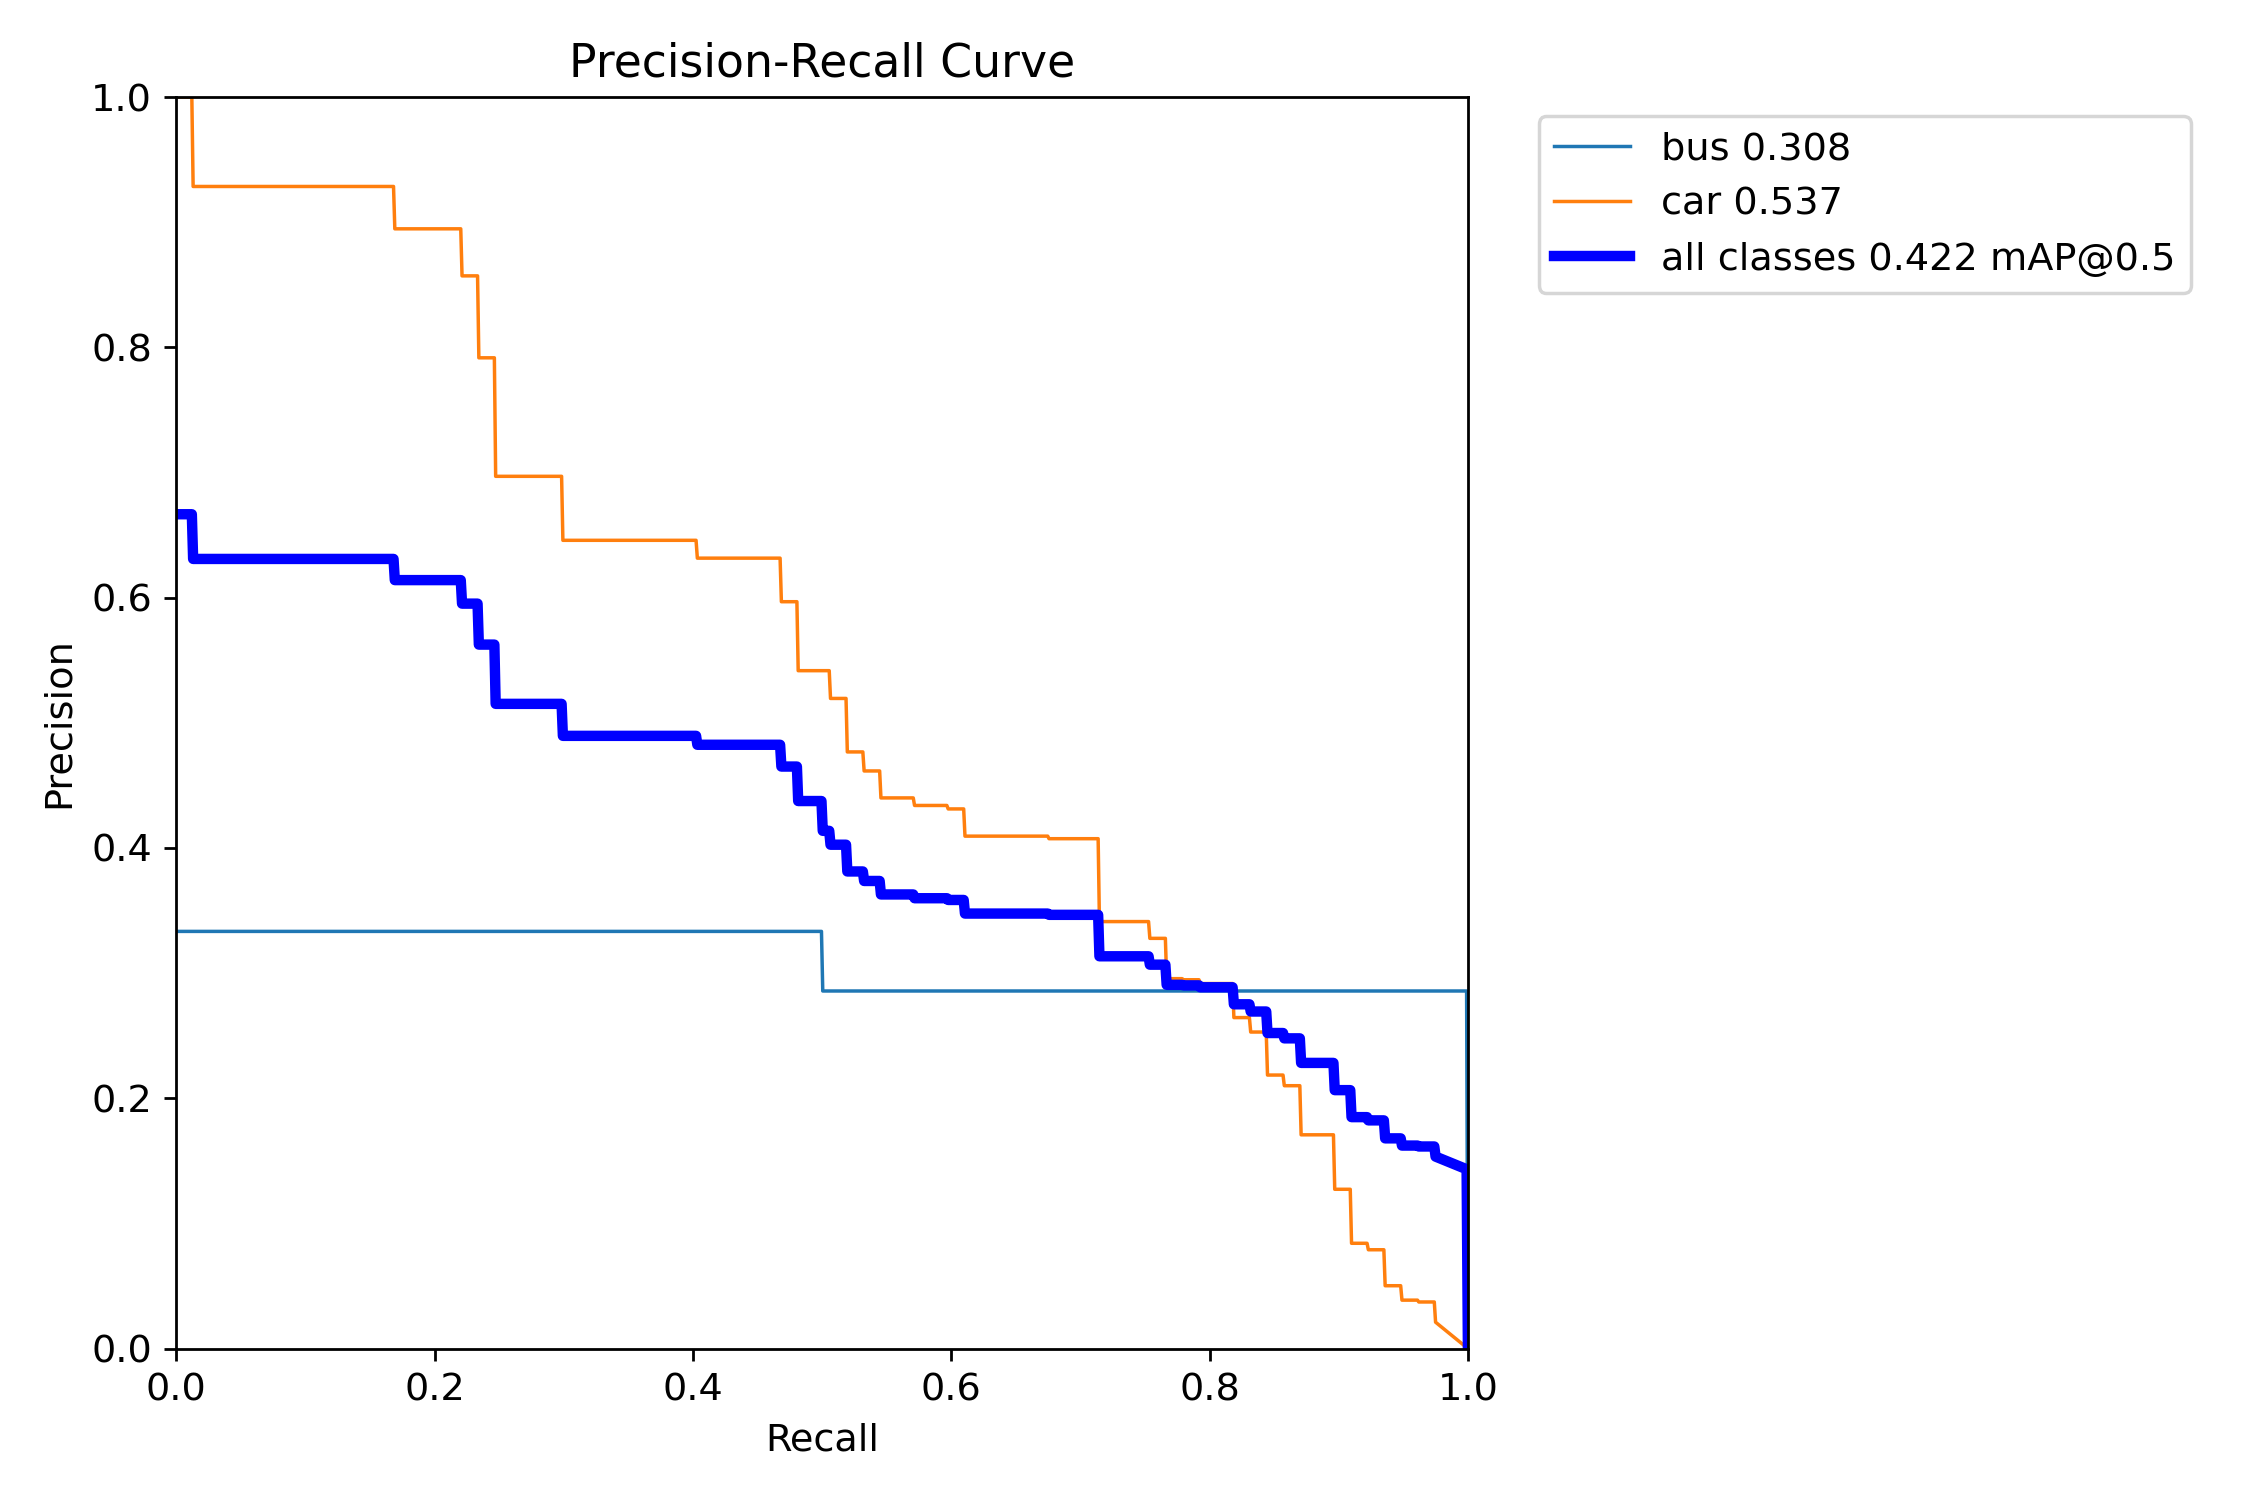 Precision-Recall Curve
1.0
0.8
0.6
0.4
0.2
0.0
Precision
0.0 0.2 0.4 0.6 0.8 1.0
Recall
bus 0.308
car 0.537
all classes 0.422 mAP@0.5